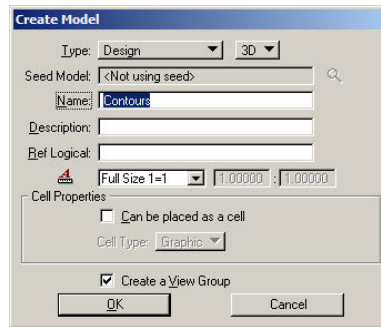 Create Model
Type: Design 3D
Seed Model: <Not using seed>
Name: Contours
Description:
Ref Logical:
Full Size 1=1 1.00000 : 1.00000
Cell Properties
Can be placed as a cell
Cell Type: Graphic
Create a View Group
OK Cancel